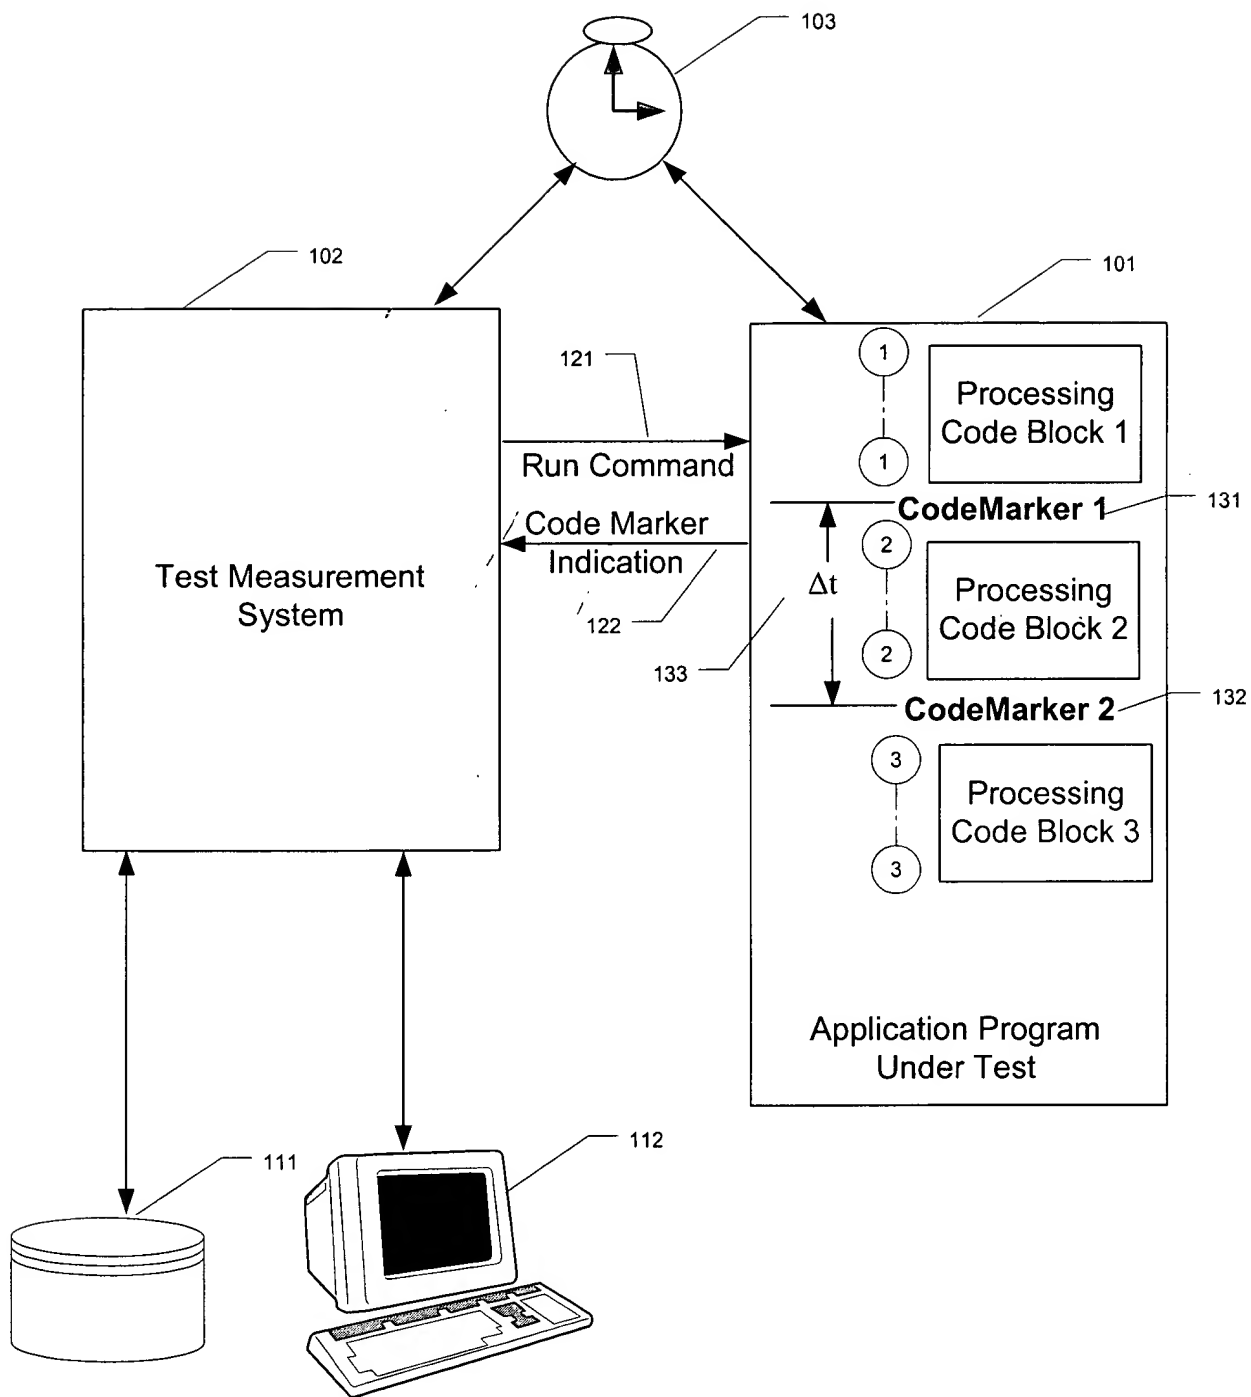 103
102
101
121
1
Processing
Code Block 1
1
Run Command
CodeMarker 1
131
Code Marker
Indication
122
2
Δt
Processing
Code Block 2
2
133
CodeMarker 2
132
Test Measurement
System
3
Processing
Code Block 3
3
Application Program
Under Test
111
112